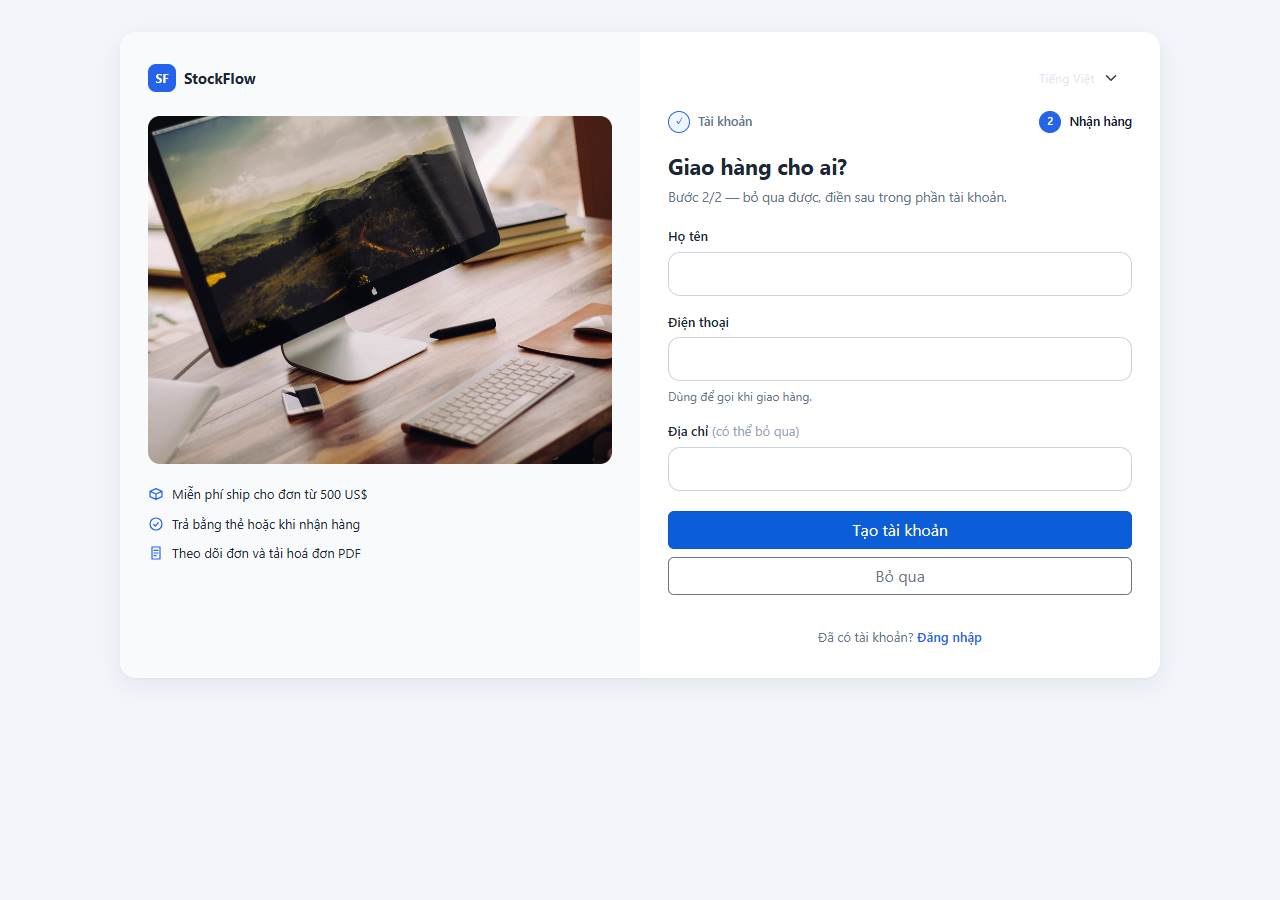 SF StockFlow
Tiếng Việt
✓ Tài khoản
2 Nhận hàng
Giao hàng cho ai?
Bước 2/2 — bỏ qua được, điền sau trong phần tài khoản.
Họ tên
Điện thoại
Dùng để gọi khi giao hàng.
Địa chỉ (có thể bỏ qua)
Tạo tài khoản
Bỏ qua
Đã có tài khoản? Đăng nhập
Miễn phí ship cho đơn từ 500 US$
Trả bằng thẻ hoặc khi nhận hàng
Theo dõi đơn và tải hoá đơn PDF